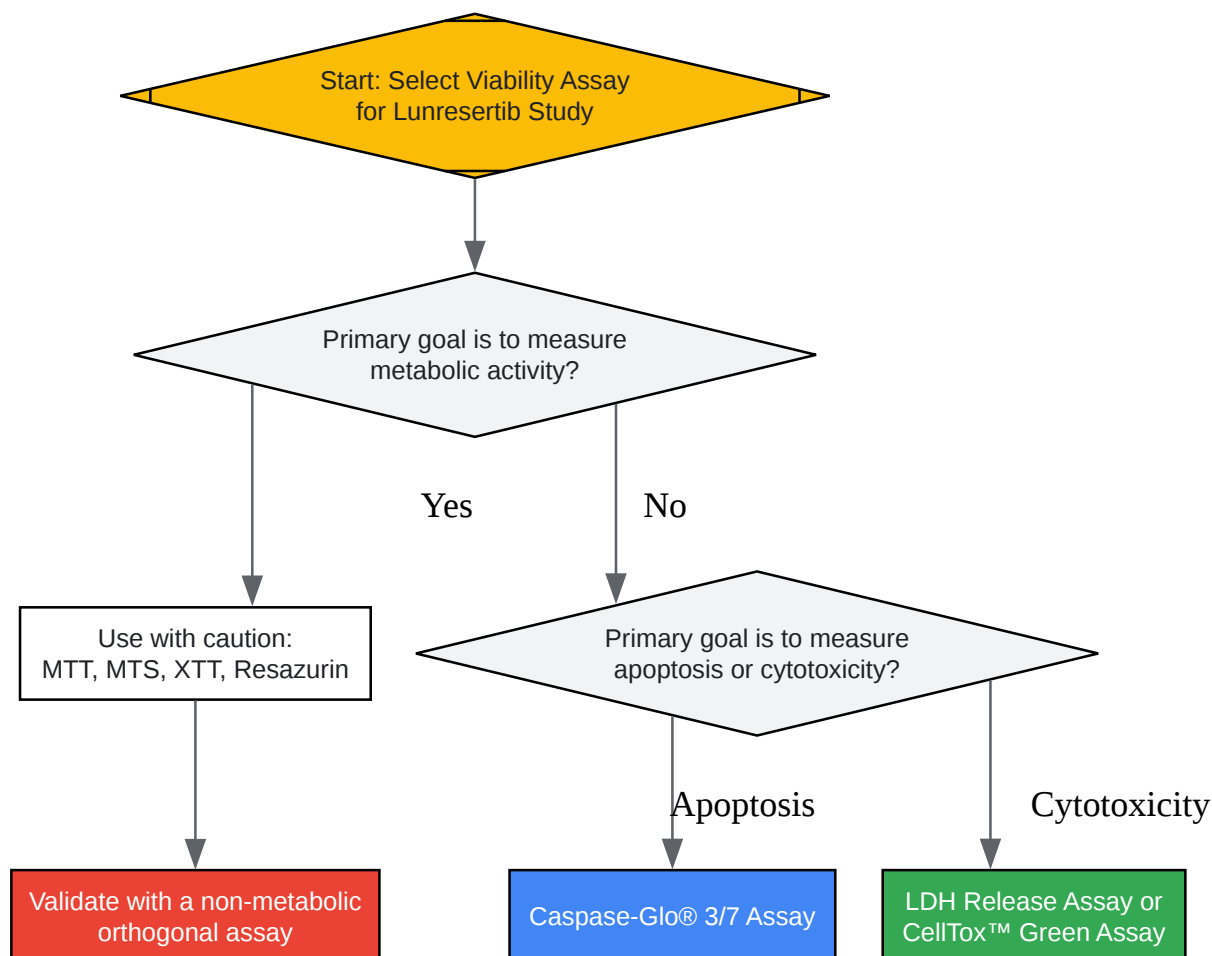 Start: Select Viability Assay
for Lunresertib Study
Primary goal is to measure
metabolic activity?
Yes
No
Use with caution:
MTT, MTS, XTT, Resazurin
Primary goal is to measure
apoptosis or cytotoxicity?
Apoptosis
Cytotoxicity
Validate with a non-metabolic
orthogonal assay
Caspase-Glo® 3/7 Assay
LDH Release Assay or
CellTox™ Green Assay